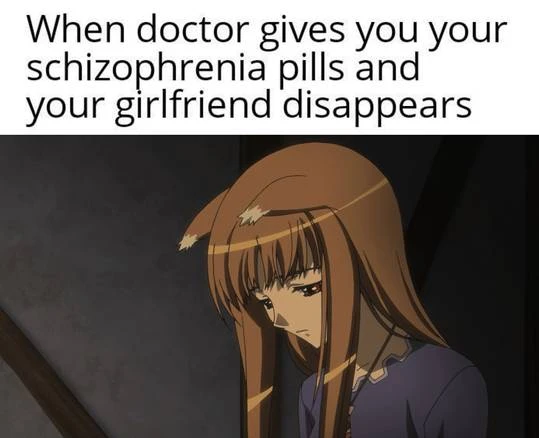 When doctor gives you your
schizophrenia pills and
your girlfriend disappears